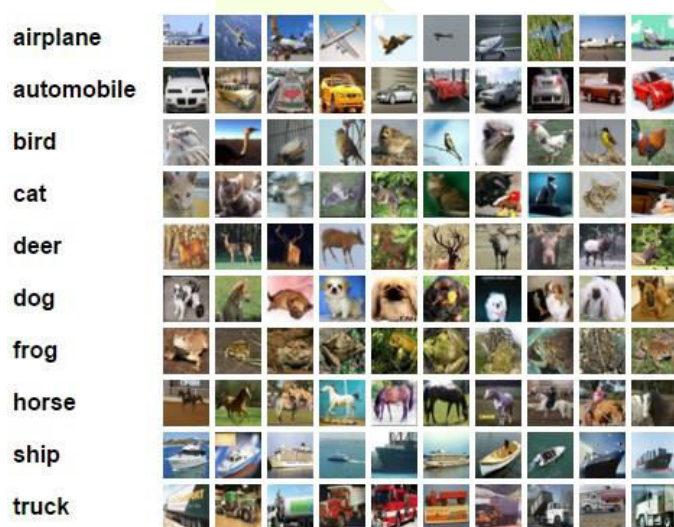 airplane
automobile
bird
cat
deer
dog
frog
horse
ship
truck